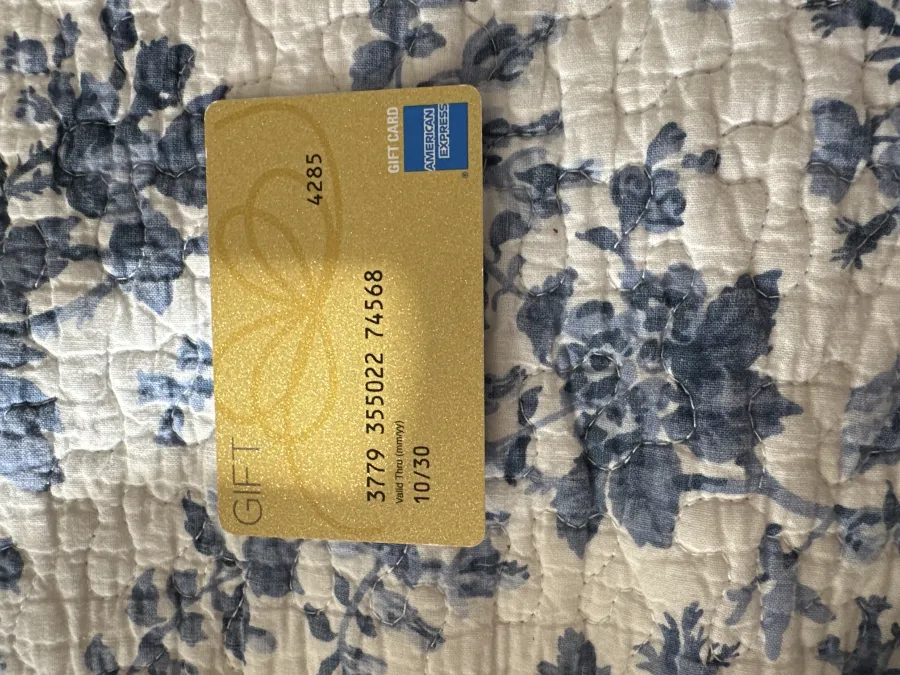 GIFT CARD
AMERICAN
EXPRESS
®
4285
3779 355022 74568
Valid Thru (mm/yy)
10/30
GIFT